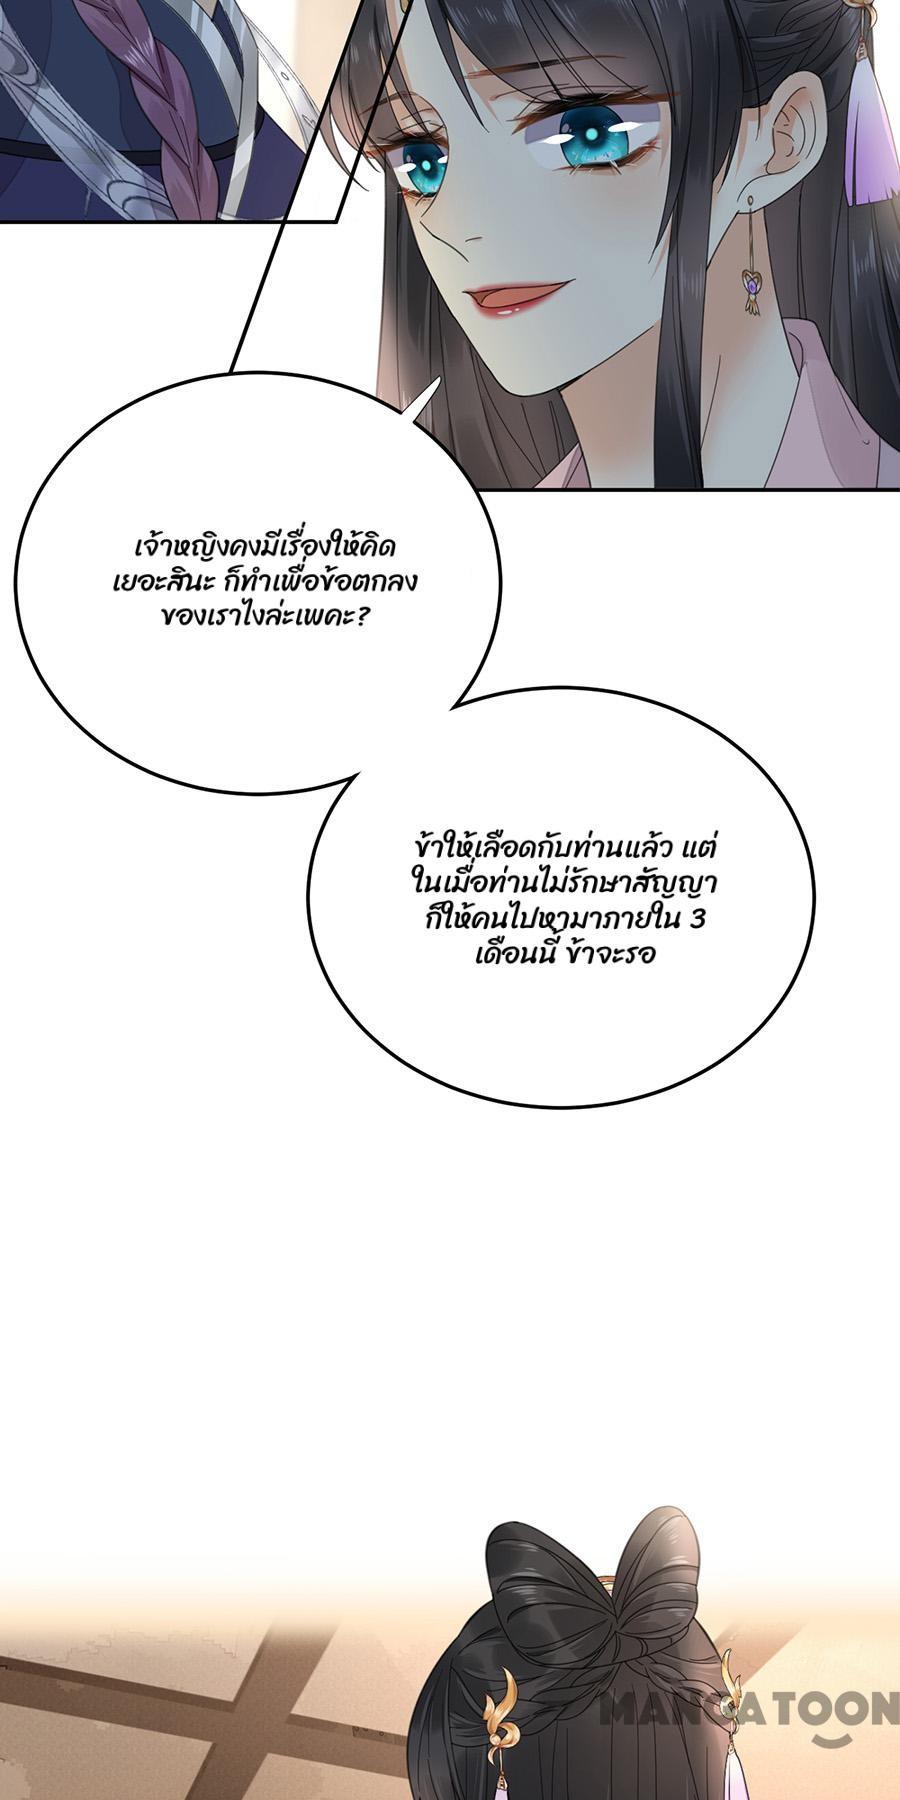 เจ้าหญิงคงมีเรื่องให้คิด
เยอะสินะ ก็ทำเพื่อข้อตกลง
ของเราไงล่ะเพคะ?
ข้าให้เลือดกับท่านแล้ว แต่
ในเมื่อท่านไม่รักษาสัญญา
ก็ให้คนไปหามาภายใน 3
เดือนนี้ ข้าจะรอ
MANGATOON